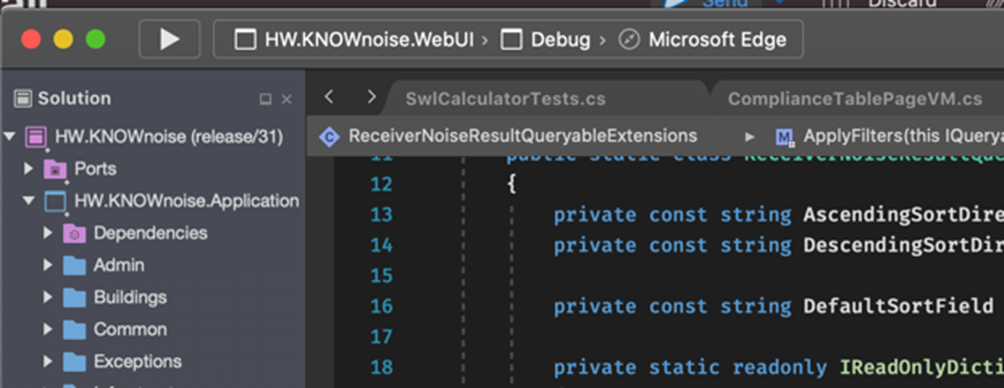 Send Discard
HW.KNOWnoise.WebUI › Debug › Microsoft Edge
Solution
SwlCalculatorTests.cs ComplianceTablePageVM.cs
HW.KNOWnoise (release/31)
ReceiverNoiseResultQueryableExtensions ApplyFilters(this IQuerya
Ports
11 public static class ReceiverNoiseResultQue
HW.KNOWnoise.Application
12 {
Dependencies
13 private const string AscendingSortDire
Admin
14 private const string DescendingSortDir
Buildings
15
16 private const string DefaultSortField
Common
17
Exceptions
18 private static readonly IReadOnlyDicti